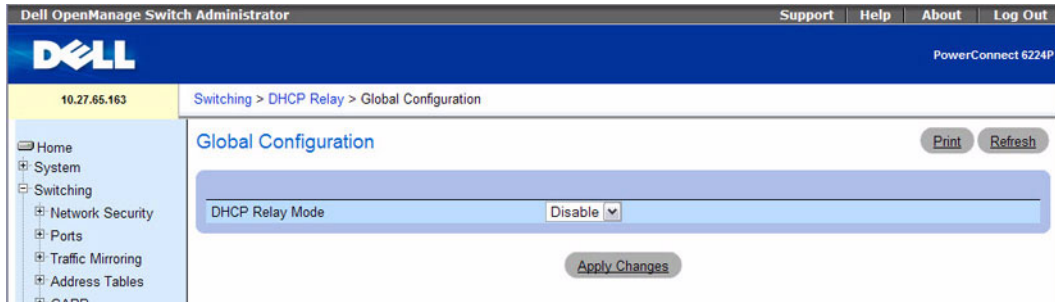 Dell OpenManage Switch Administrator
Support Help About Log Out
DELL
PowerConnect 6224P
10.27.65.163
Switching > DHCP Relay > Global Configuration
Home
System
Switching
Network Security
Ports
Traffic Mirroring
Address Tables
GARP
Global Configuration
Print Refresh
DHCP Relay Mode Disable
Apply Changes